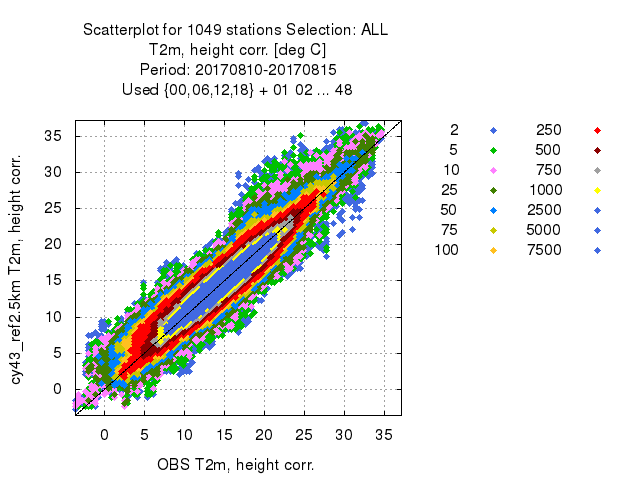 Scatterplot for 1049 stations Selection: ALL
T2m, height corr. [deg C]
Period: 20170810-20170815
Used {00,06,12,18} + 01 02 ... 48
cy43_ref2.5km T2m, height corr.
35
30
25
20
15
10
5
0
0 5 10 15 20 25 30 35
OBS T2m, height corr.
2 250
5 500
10 750
25 1000
50 2500
75 5000
100 7500